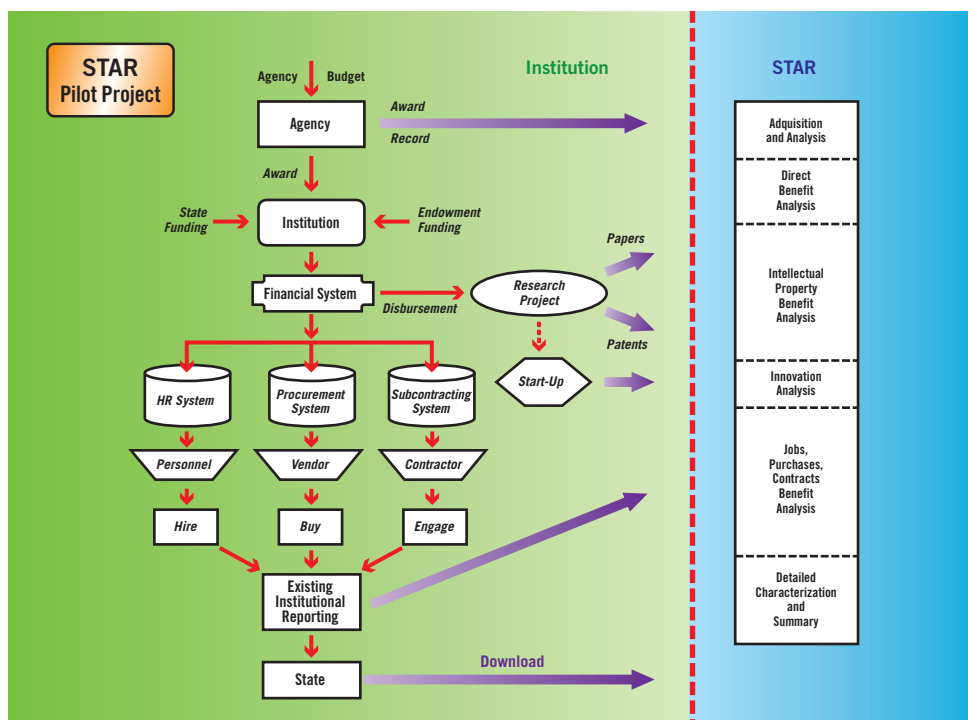 STAR
Pilot Project
Agency Budget
Institution
STAR
Agency
Award
Record
Adquisition
and Analysis
Award
Direct
Benefit
Analysis
State
Funding
Institution
Endowment
Funding
Papers
Financial System
Disbursement
Research
Project
Intellectual
Property
Benefit
Analysis
Patents
HR System
Procurement
System
Subcontracting
System
Start-Up
Innovation
Analysis
Personnel
Vendor
Contractor
Jobs,
Purchases,
Contracts
Benefit
Analysis
Hire
Buy
Engage
Existing
Institutional
Reporting
Detailed
Characterization
and
Summary
State
Download